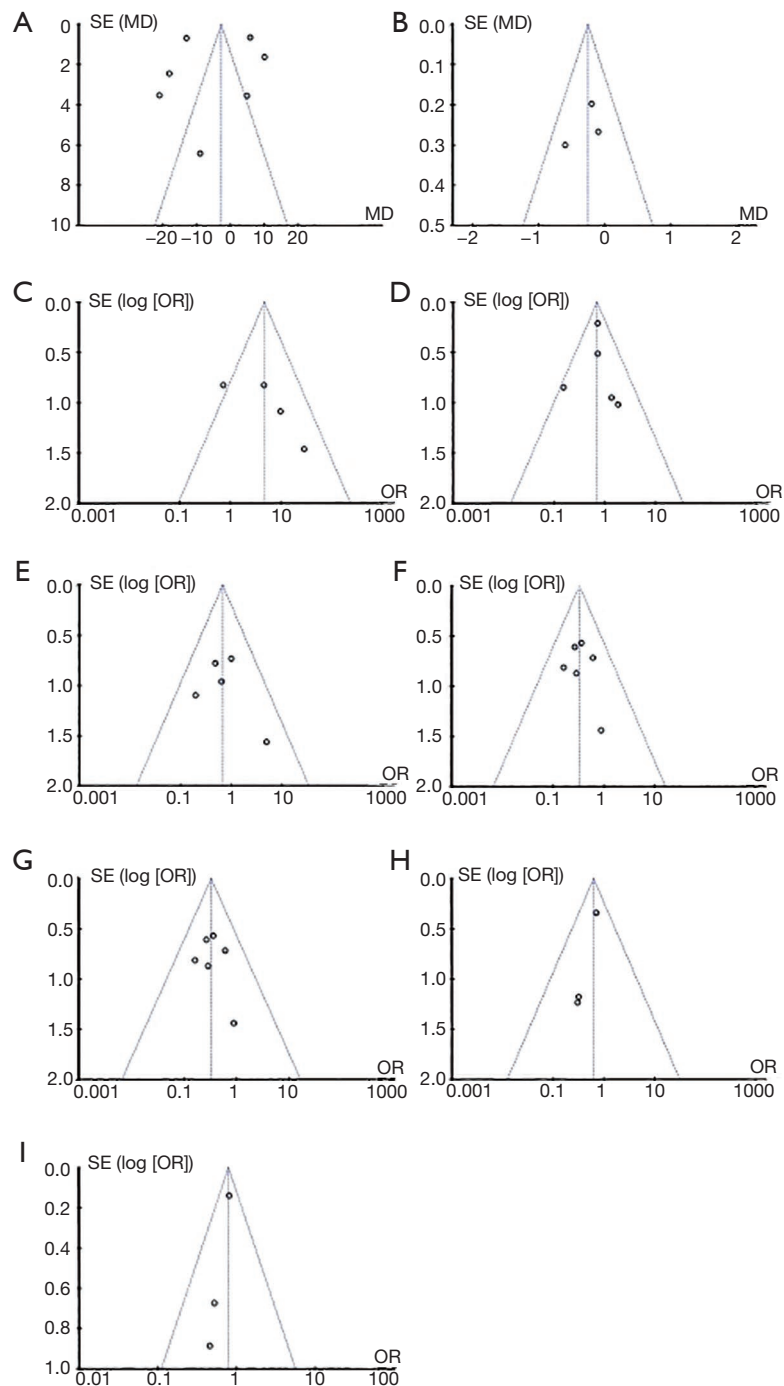 A
SE (MD)
0
2
4
6
8
10
MD
−20 −10 0 10 20
B
SE (MD)
0.0
0.1
0.2
0.3
0.4
0.5
MD
−2 −1 0 1 2
C
SE (log [OR])
0.0
0.5
1.0
1.5
2.0
OR
0.001 0.1 1 10 1000
D
SE (log [OR])
0.0
0.5
1.0
1.5
2.0
OR
0.001 0.1 1 10 1000
E
SE (log [OR])
0.0
0.5
1.0
1.5
2.0
OR
0.001 0.1 1 10 1000
F
SE (log [OR])
0.0
0.5
1.0
1.5
2.0
OR
0.001 0.1 1 10 1000
G
SE (log [OR])
0.0
0.5
1.0
1.5
2.0
OR
0.001 0.1 1 10 1000
H
SE (log [OR])
0.0
0.5
1.0
1.5
2.0
OR
0.001 0.1 1 10 1000
I
SE (log [OR])
0.0
0.2
0.4
0.6
0.8
1.0
OR
0.01 0.1 1 10 100